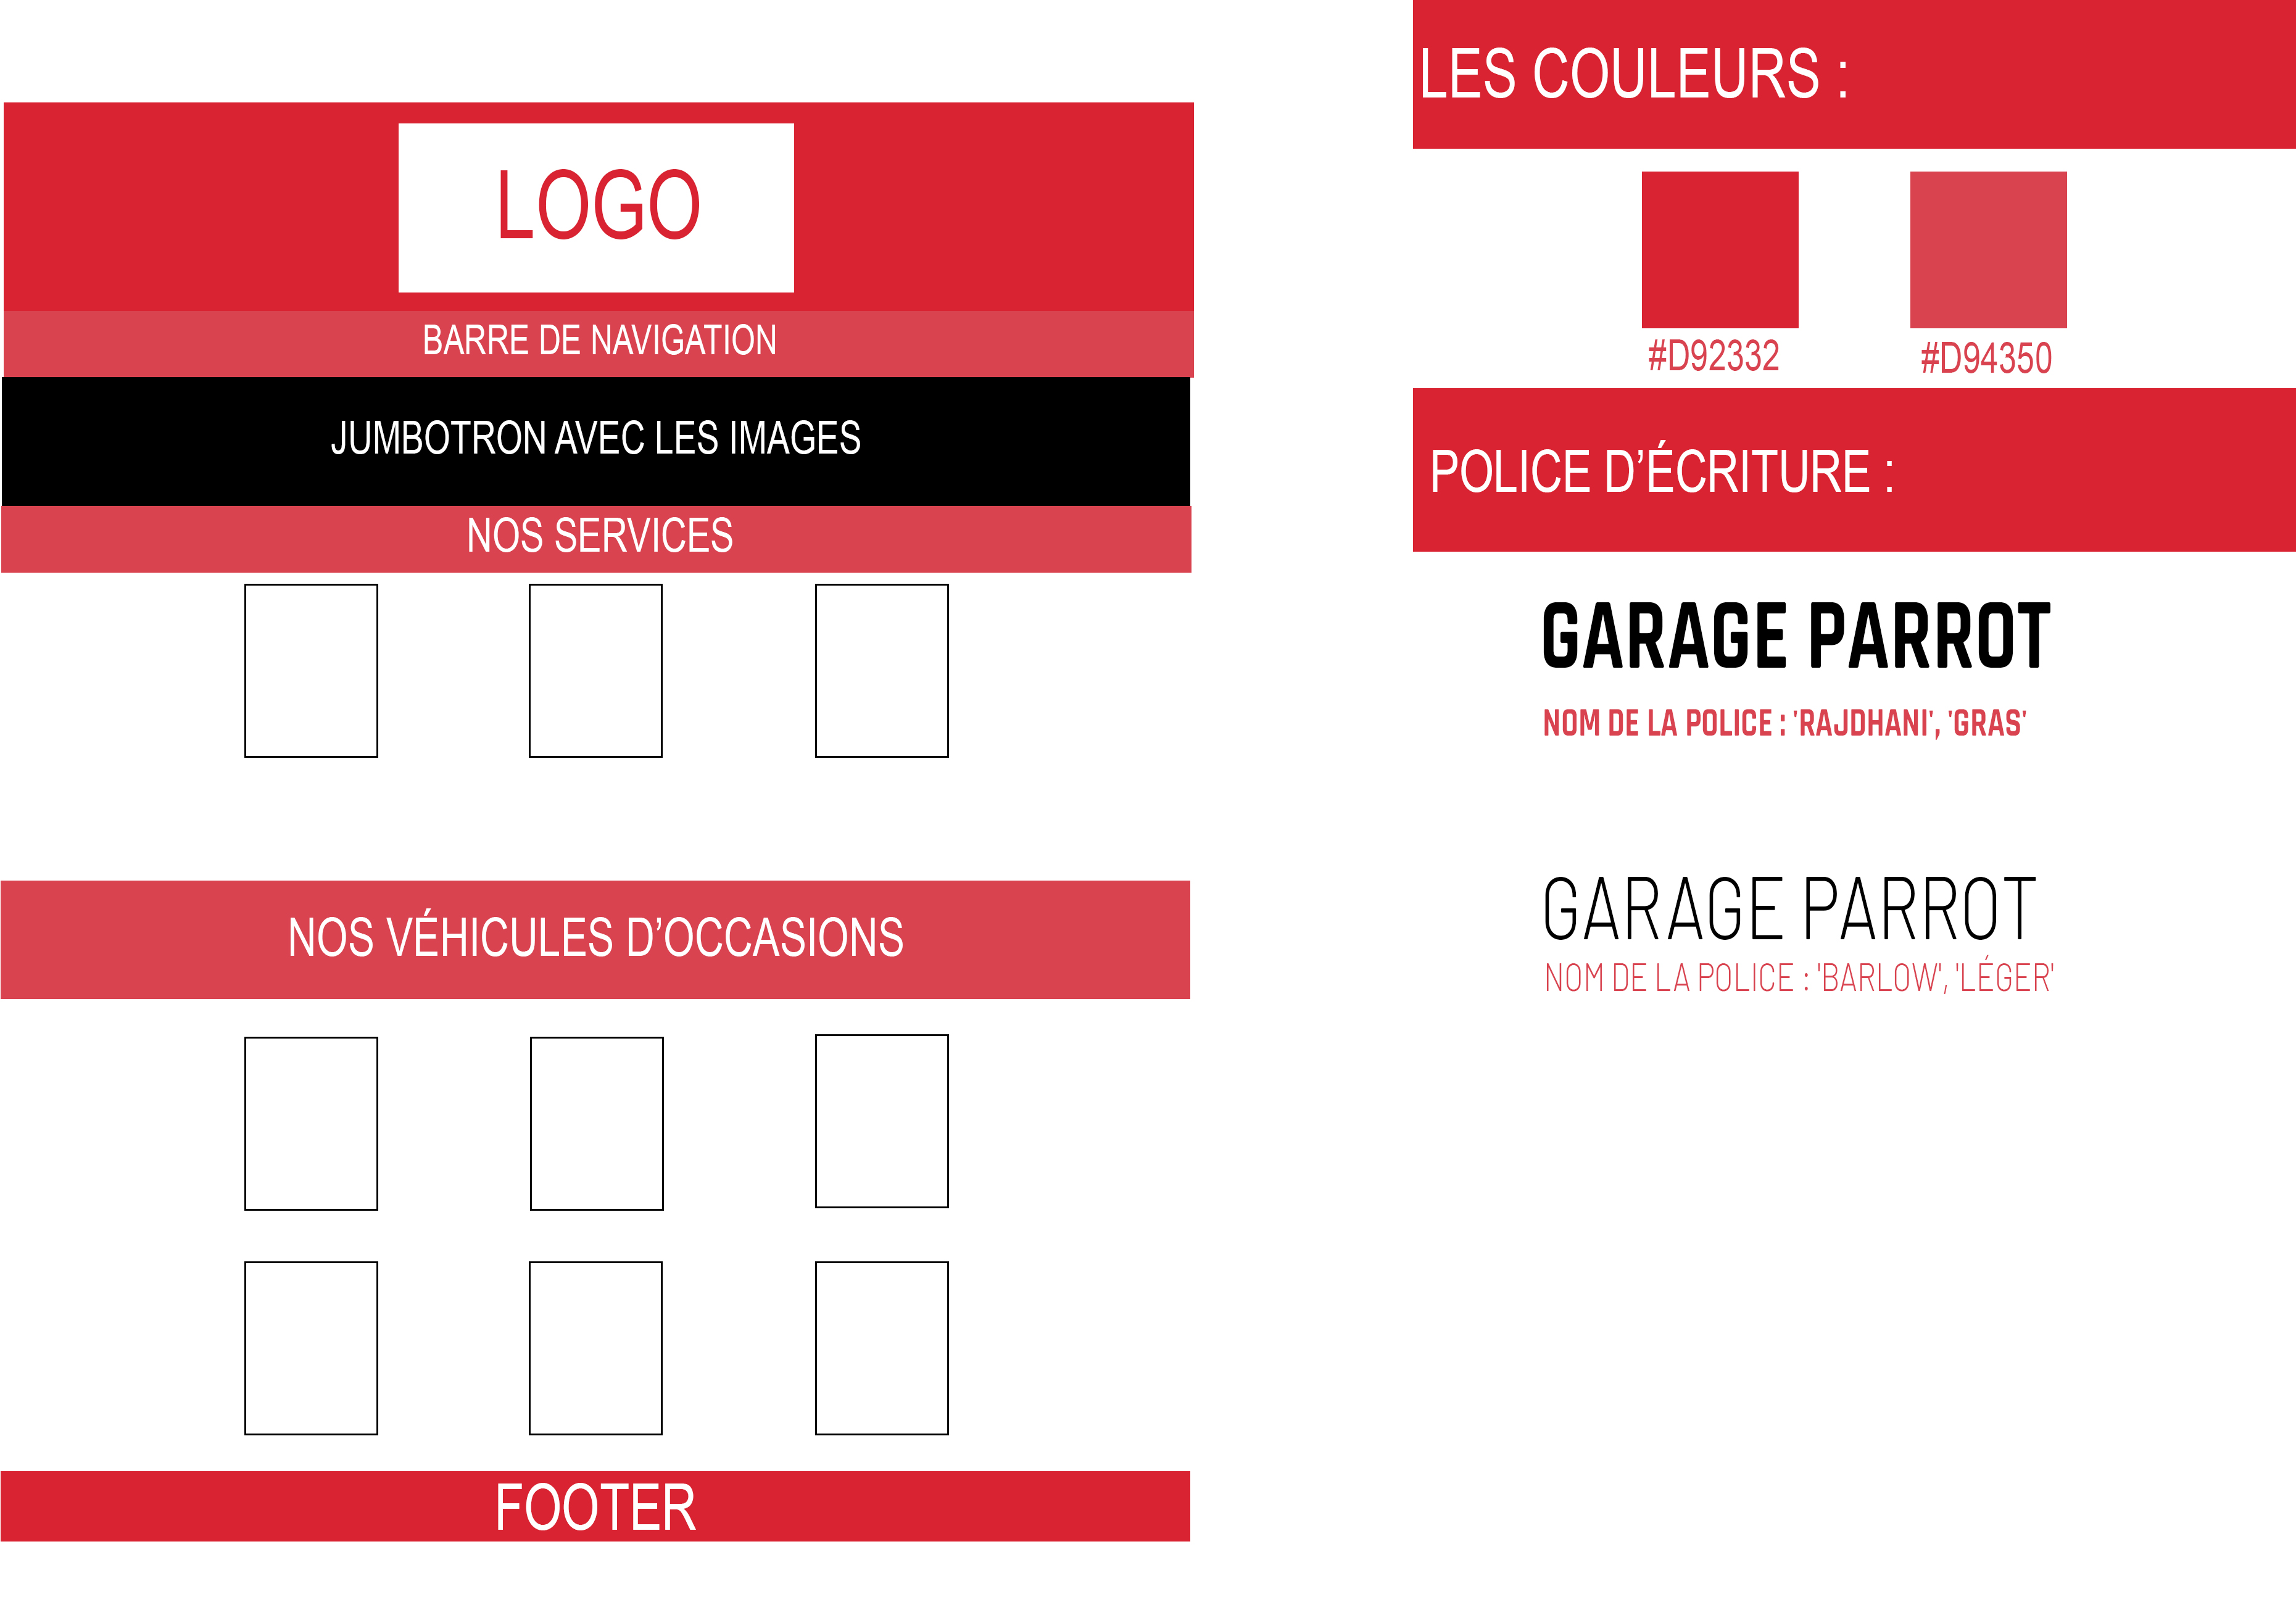 LOGO
BARRE DE NAVIGATION
JUMBOTRON AVEC LES IMAGES
NOS SERVICES
NOS VÉHICULES D’OCCASIONS
FOOTER
LES COULEURS :
#D92332
#D94350
POLICE D’ÉCRITURE :
GARAGE PARROT
NOM DE LA POLICE : 'RAJDHANI', 'GRAS'
GARAGE PARROT
NOM DE LA POLICE : 'BARLOW', 'LÉGER'